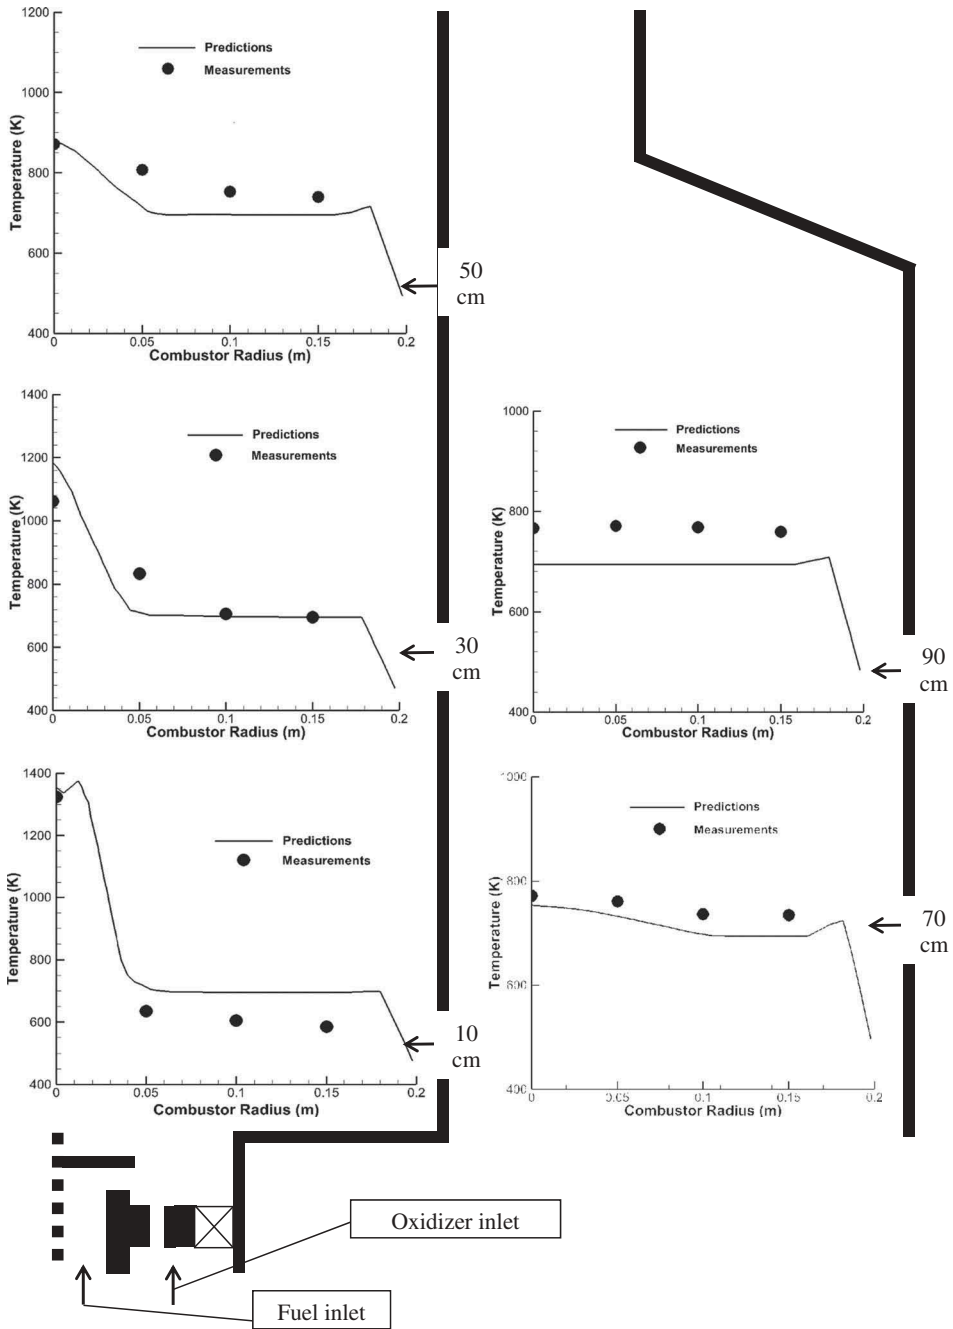 1200
1000
800
600
400
Temperature (K)
Predictions
Measurements
0
0.05
0.1
0.15
0.2
Combustor Radius (m)
50
cm
1400
1200
1000
800
600
400
Temperature (K)
Predictions
Measurements
0
0.05
0.1
0.15
0.2
Combustor Radius (m)
30
cm
1000
800
600
400
Temperature (K)
Predictions
Measurements
0
0.05
0.1
0.15
0.2
Combustor Radius (m)
90
cm
1400
1200
1000
800
600
400
Temperature (K)
Predictions
Measurements
0
0.05
0.1
0.15
0.2
Combustor Radius (m)
10
cm
1000
800
600
400
Temperature (K)
Predictions
Measurements
0
0.05
0.1
0.15
0.2
Combustor Radius (m)
70
cm
Oxidizer inlet
Fuel inlet